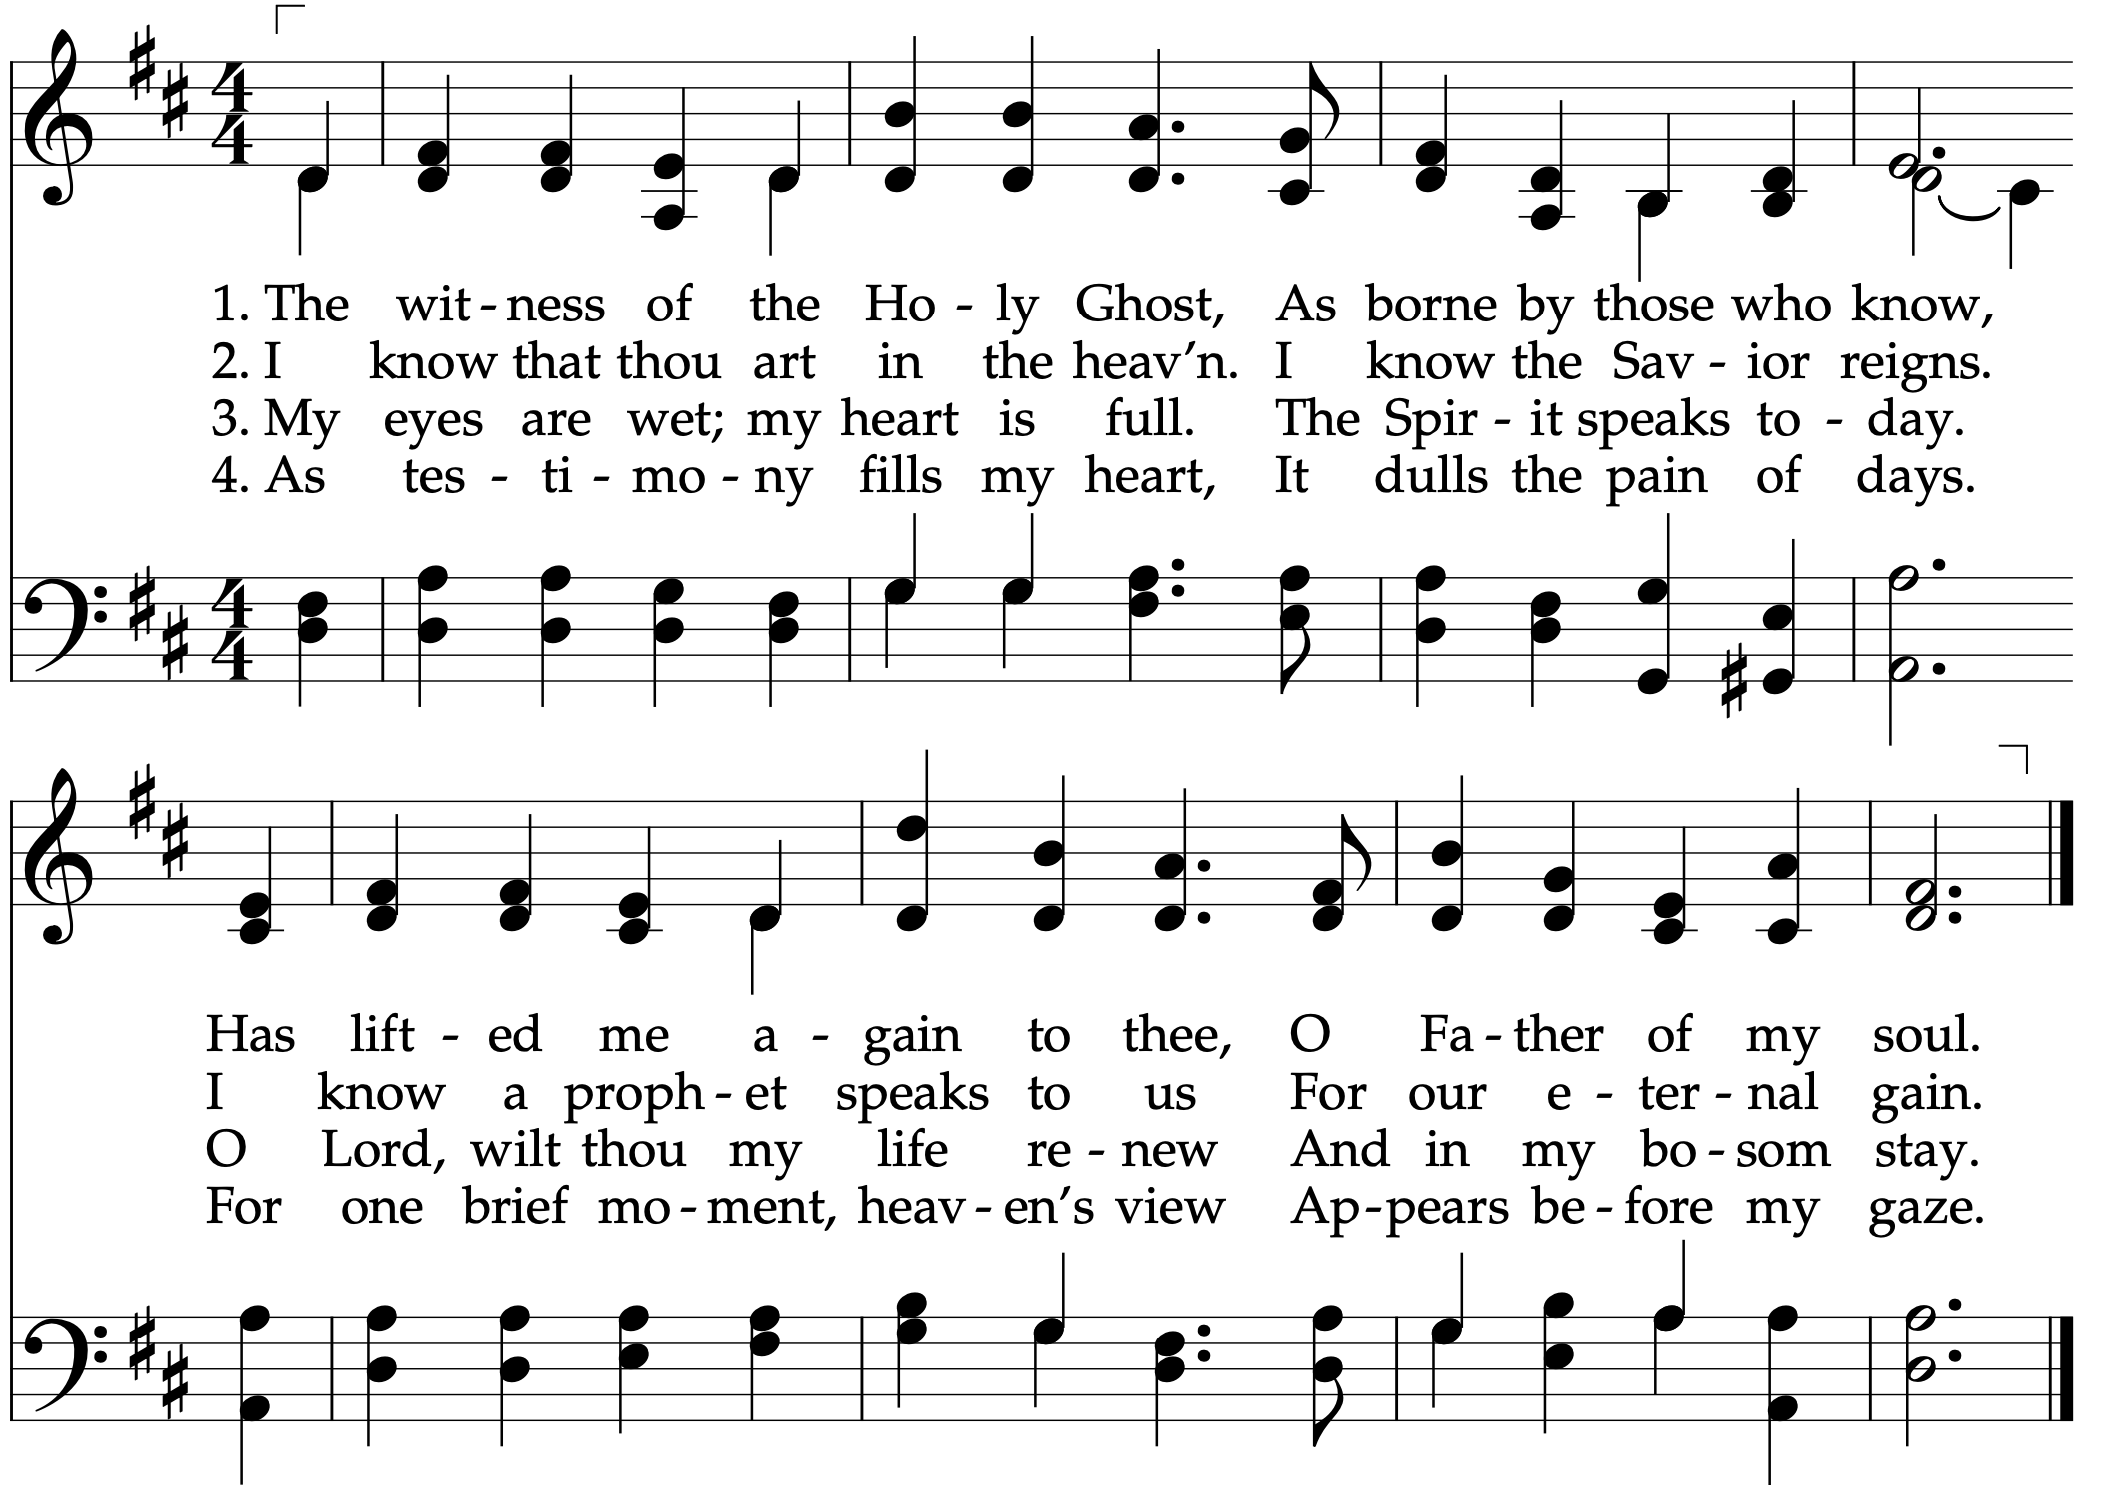 4 4
1. The wit - ness of the Ho - ly Ghost, As borne by those who know,
2. I know that thou art in the heav’n. I know the Sav - ior reigns.
3. My eyes are wet; my heart is full. The Spir - it speaks to - day.
4. As tes - ti - mo - ny fills my heart, It dulls the pain of days.
4 4
Has lift - ed me a - gain to thee, O Fa - ther of my soul.
I know a proph - et speaks to us For our e - ter - nal gain.
O Lord, wilt thou my life re - new And in my bo - som stay.
For one brief mo - ment, heav - en’s view Ap - pears be - fore my gaze.